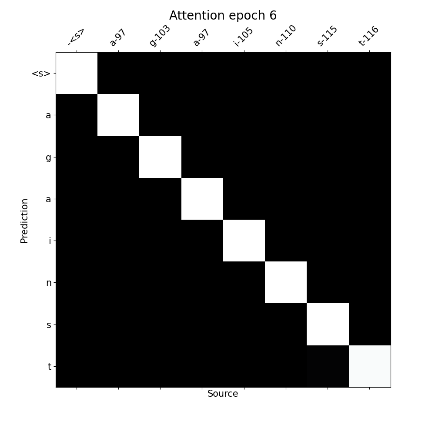 Attention epoch 6
-<s> a-97 g-103 a-97 i-105 n-110 s-115 t-116
<s>
a
g
a
i
n
s
t
Prediction
Source